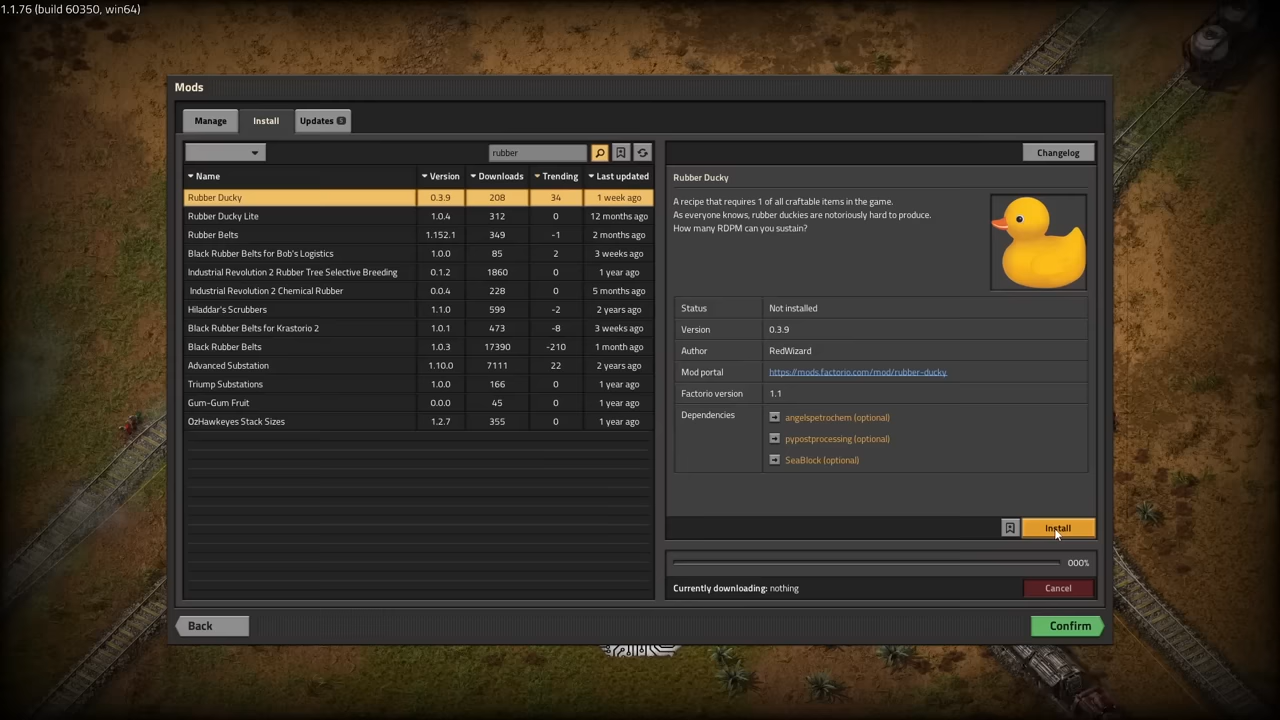 1.1.76 (build 60350, win64)
Mods
Manage
Install
Updates 5
rubber
Changelog
Name Version Downloads Trending Last updated
Rubber Ducky 0.3.9 208 34 1 week ago
Rubber Ducky Lite 1.0.4 312 0 12 months ago
Rubber Belts 1.152.1 349 -1 2 months ago
Black Rubber Belts for Bob's Logistics 1.0.0 85 2 3 weeks ago
Industrial Revolution 2 Rubber Tree Selective Breeding 0.1.2 1860 0 1 year ago
Industrial Revolution 2 Chemical Rubber 0.0.4 228 0 5 months ago
Hiladdar's Scrubbers 1.1.0 599 -2 2 years ago
Black Rubber Belts for Krastorio 2 1.0.1 473 -8 3 weeks ago
Black Rubber Belts 1.0.3 17390 -210 1 month ago
Advanced Substation 1.10.0 7111 22 2 years ago
Triump Substations 1.0.0 166 0 1 year ago
Gum-Gum Fruit 0.0.0 45 0 1 year ago
OzHawkeyes Stack Sizes 1.2.7 355 0 1 year ago
Rubber Ducky
A recipe that requires 1 of all craftable items in the game.
As everyone knows, rubber duckies are notoriously hard to produce.
How many RDPM can you sustain?
Status Not installed
Version 0.3.9
Author RedWizard
Mod portal https://mods.factorio.com/mod/rubber-ducky
Factorio version 1.1
Dependencies angelspetrochem (optional)
pypostprocessing (optional)
SeaBlock (optional)
Install
000%
Currently downloading: nothing
Cancel
Back
Confirm